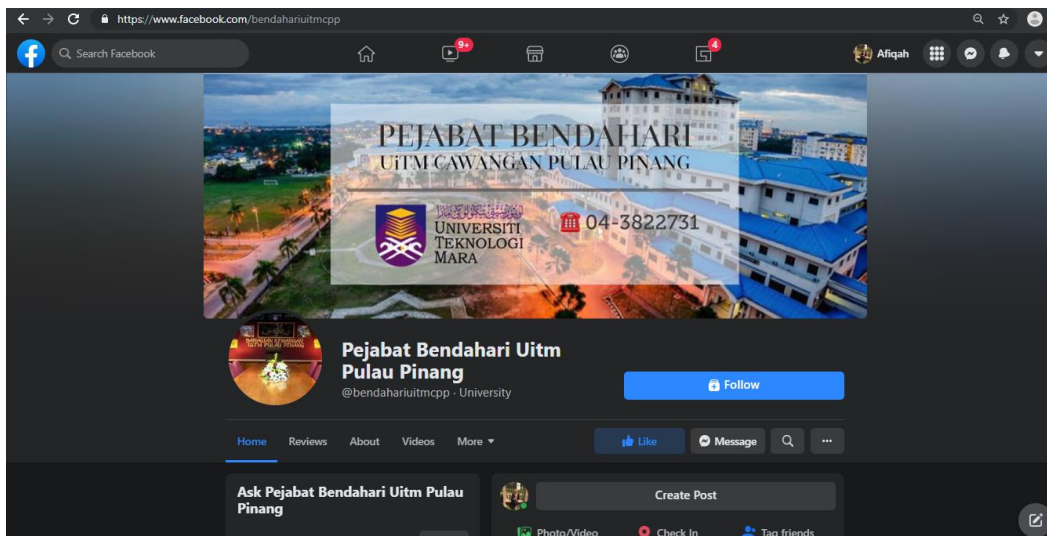 https://www.facebook.com/bendahariuitmcpp
Search Facebook
9+
4
Afiqah
PEJABAT BENDAHARI
UiTM CAWANGAN PULAU PINANG
UNIVERSITI
TEKNOLOGI
MARA
04-3822731
Pejabat Bendahari Uitm
Pulau Pinang
@bendahariuitmcpp · University
Follow
Home Reviews About Videos More
Like Message
Ask Pejabat Bendahari Uitm Pulau
Pinang
Create Post
Photo/Video Check In Tag friends